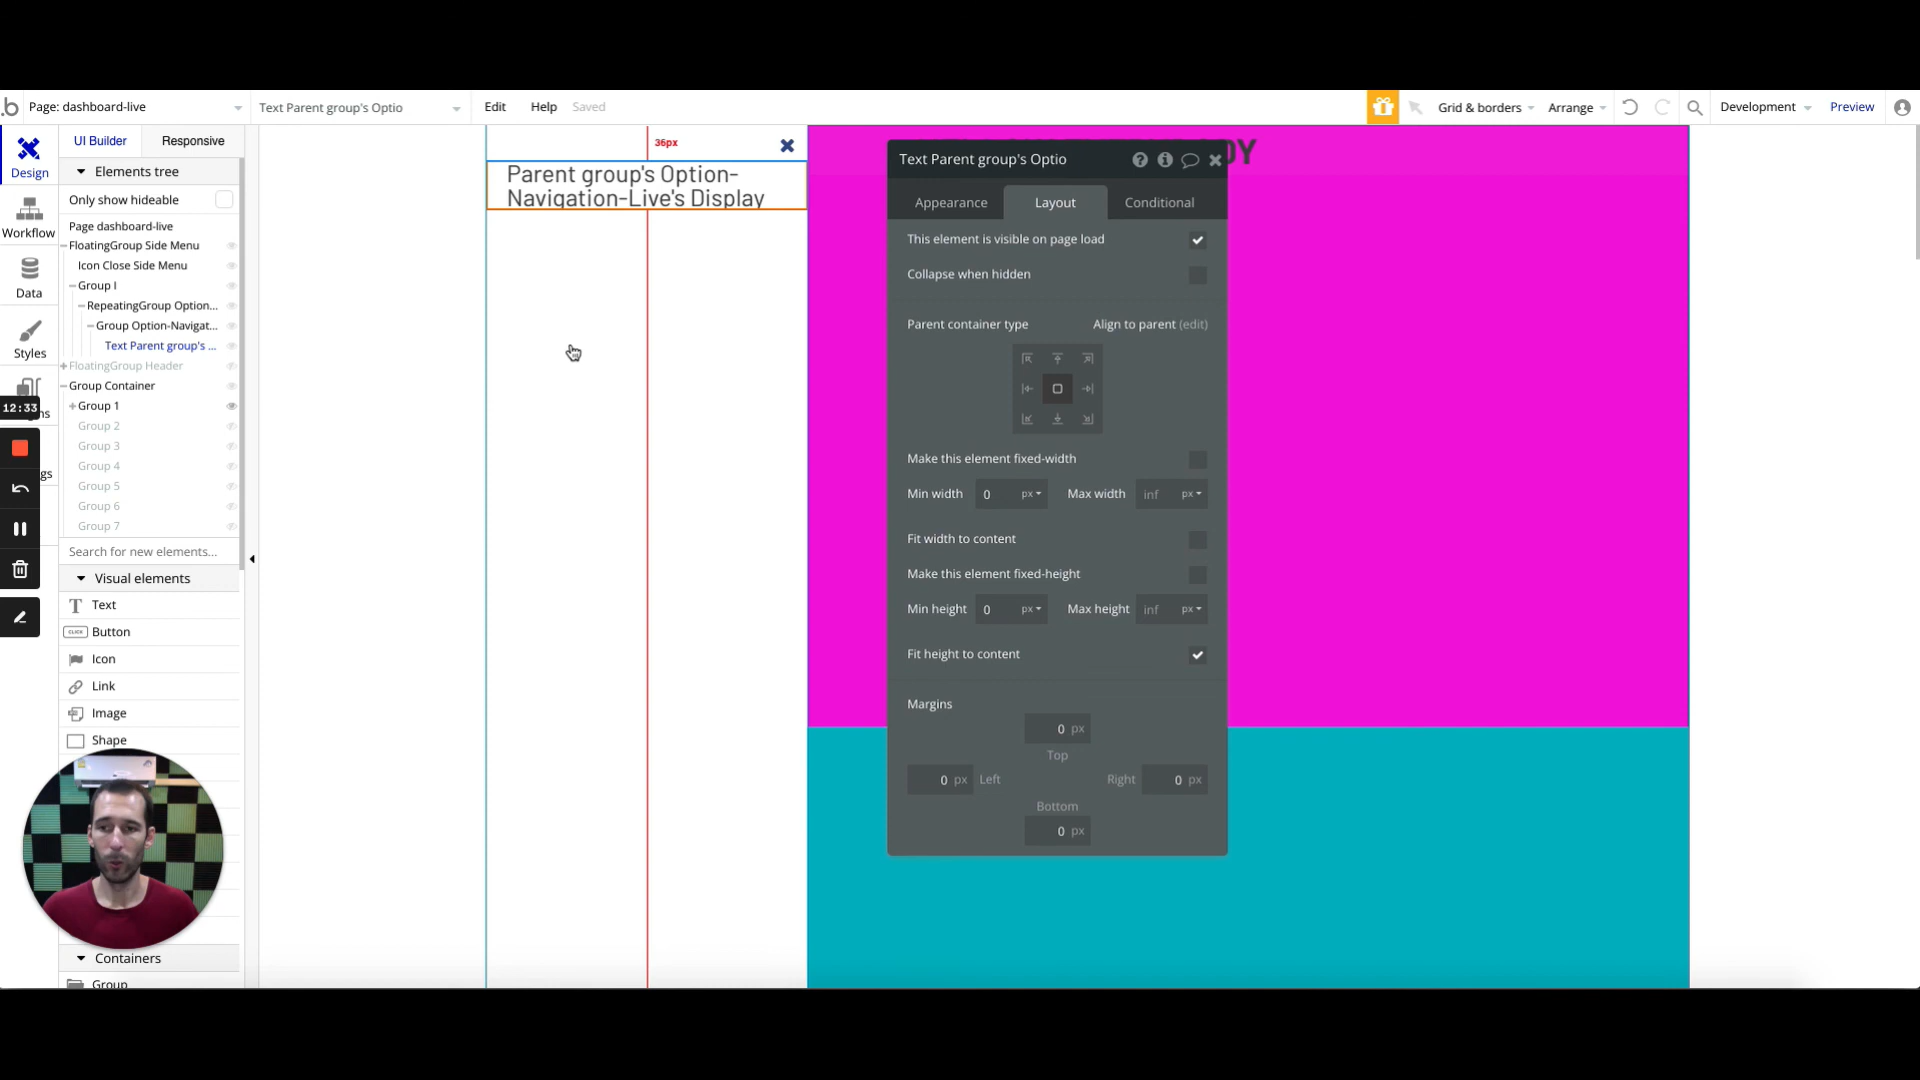 .b Page: dashboard-live
Text Parent group's Optio
Edit
Help
Saved
Grid & borders
Arrange
Development
Preview
Design
Workflow
Data
Styles
12:33
UI Builder
Responsive
Elements tree
Only show hideable
Page dashboard-live
FloatingGroup Side Menu
Icon Close Side Menu
Group I
RepeatingGroup Option...
Group Option-Navigat...
Text Parent group's ...
FloatingGroup Header
Group Container
Group 1
Group 2
Group 3
Group 4
Group 5
Group 6
Group 7
Search for new elements...
Visual elements
Text
CLICK Button
Icon
Link
Image
Shape
Containers
Group
36px
Parent group's Option-
Navigation-Live's Display
Text Parent group's Optio
Appearance
Layout
Conditional
This element is visible on page load
Collapse when hidden
Parent container type
Align to parent (edit)
Make this element fixed-width
Min width 0 px
Max width inf px
Fit width to content
Make this element fixed-height
Min height 0 px
Max height inf px
Fit height to content
Margins
0 px
Top
0 px Left
Right 0 px
Bottom
0 px